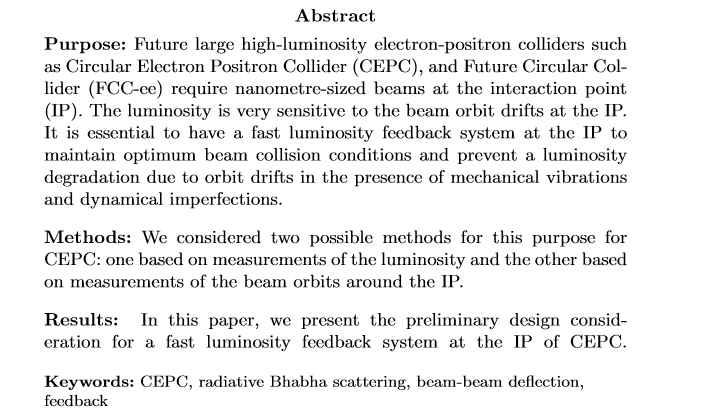 Abstract
Purpose: Future large high-luminosity electron-positron colliders such
as Circular Electron Positron Collider (CEPC), and Future Circular Col-
lider (FCC-ee) require nanometre-sized beams at the interaction point
(IP). The luminosity is very sensitive to the beam orbit drifts at the IP.
It is essential to have a fast luminosity feedback system at the IP to
maintain optimum beam collision conditions and prevent a luminosity
degradation due to orbit drifts in the presence of mechanical vibrations
and dynamical imperfections.
Methods: We considered two possible methods for this purpose for
CEPC: one based on measurements of the luminosity and the other based
on measurements of the beam orbits around the IP.
Results: In this paper, we present the preliminary design consid-
eration for a fast luminosity feedback system at the IP of CEPC.
Keywords: CEPC, radiative Bhabha scattering, beam-beam deflection,
feedback